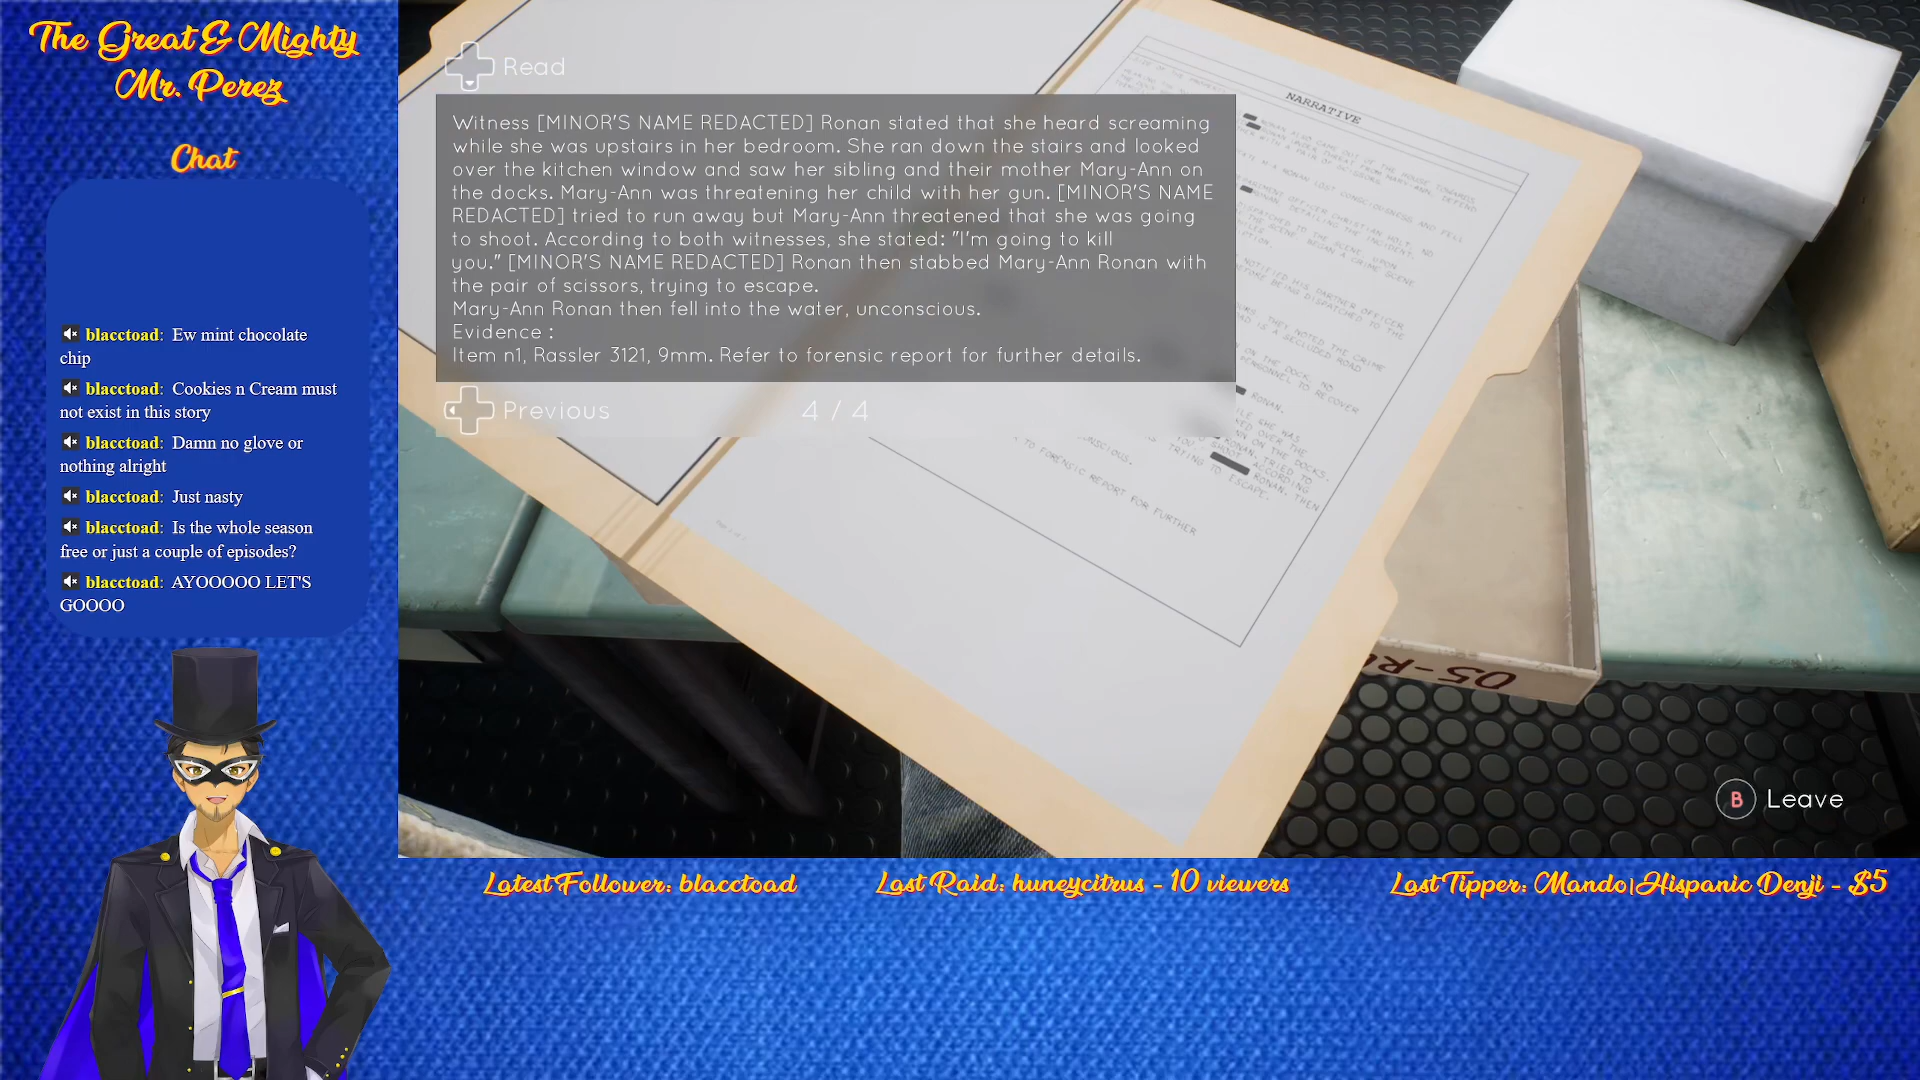 The Great & Mighty
Mr. Perez
Chat
blacctoad: Ew mint chocolate
chip
blacctoad: Cookies n Cream must
not exist in this story
blacctoad: Damn no glove or
nothing alright
blacctoad: Just nasty
blacctoad: Is the whole season
free or just a couple of episodes?
blacctoad: AYOOOOO LET'S
GOOOO
Read
Witness [MINOR'S NAME REDACTED] Ronan stated that she heard screaming
while she was upstairs in her bedroom. She ran down the stairs and looked
over the kitchen window and saw her sibling and their mother Mary-Ann on
the docks. Mary-Ann was threatening her child with her gun. [MINOR'S NAME
REDACTED] tried to run away but Mary-Ann threatened that she was going
to shoot. According to both witnesses, she stated: "I'm going to kill
you." [MINOR'S NAME REDACTED] Ronan then stabbed Mary-Ann Ronan with
the pair of scissors, trying to escape.
Mary-Ann Ronan then fell into the water, unconscious.
Evidence :
Item n1, Rassler 3121, 9mm. Refer to forensic report for further details.
Previous
4 / 4
NARRATIVE
TO FORENSIC REPORT FOR FURTHER
B Leave
Latest Follower: blacctoad
Last Raid: huneycitrus - 10 viewers
Last Tipper: Mando|Hispanic Denji - $5